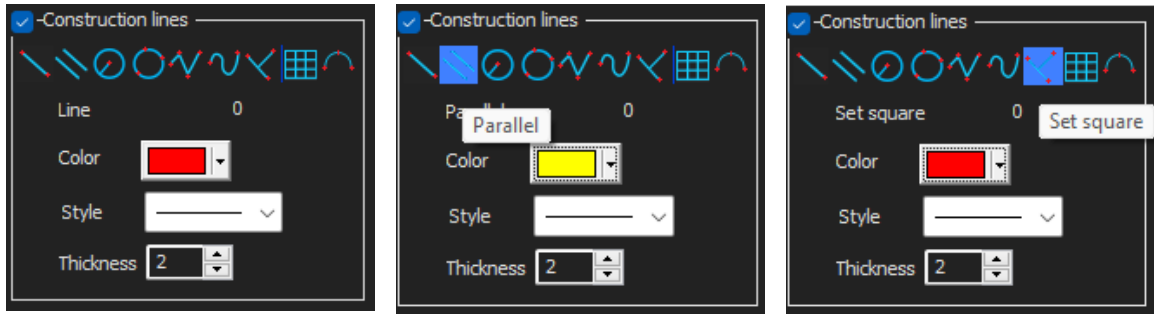 -Construction lines
Line 0
Color
Style
Thickness 2
-Construction lines
0
Parallel
Color
Style
Thickness 2
-Construction lines
Set square 0
Set square
Color
Style
Thickness 2